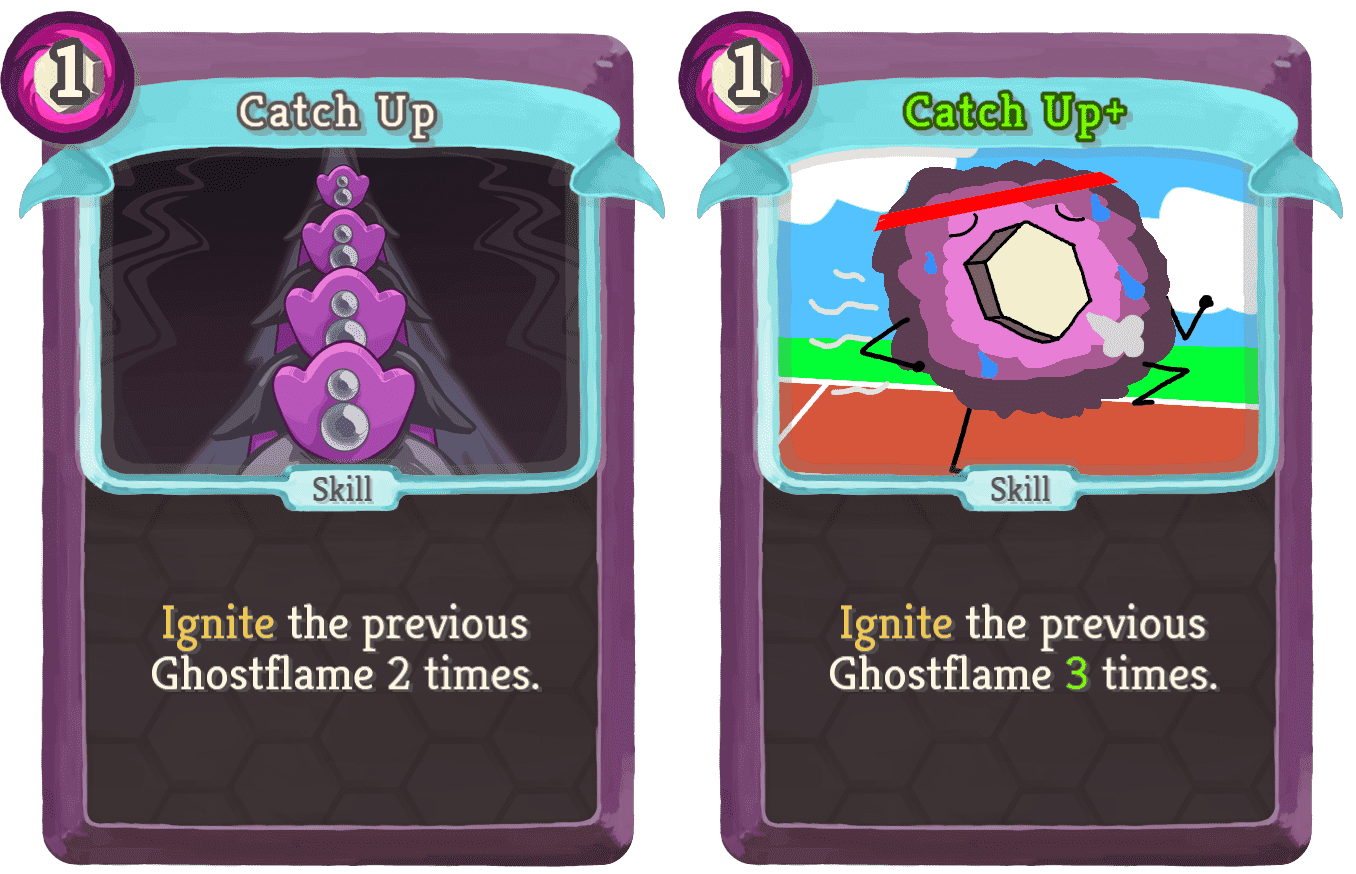 1
Catch Up
Skill
Ignite the previous
Ghostflame 2 times.
1
Catch Up+
Skill
Ignite the previous
Ghostflame 3 times.